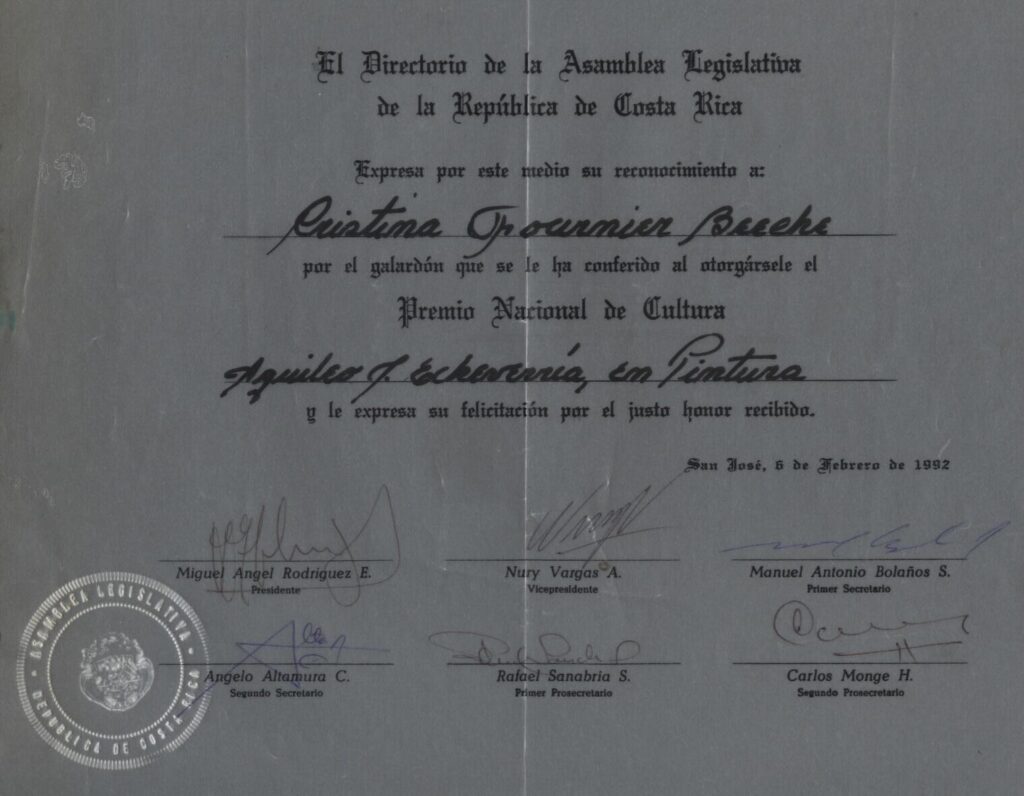 El Directorio de la Asamblea Legislativa
de la República de Costa Rica
Expresa por este medio su reconocimiento a:
Cristina Fournier Beeche
por el galardón que se le ha conferido al otorgársele el
Premio Nacional de Cultura
Aquileo J. Echeverría, en Pintura
y le expresa su felicitación por el justo honor recibido.
San José, 6 de Febrero de 1992
Miguel Angel Rodríguez E.
Presidente
Nury Vargas A.
Vicepresidente
Manuel Antonio Bolaños S.
Primer Secretario
Angelo Altamura C.
Segundo Secretario
Rafael Sanabria S.
Primer Prosecretario
Carlos Monge H.
Segundo Prosecretario
ASAMBLEA LEGISLATIVA
REPUBLICA DE COSTA RICA